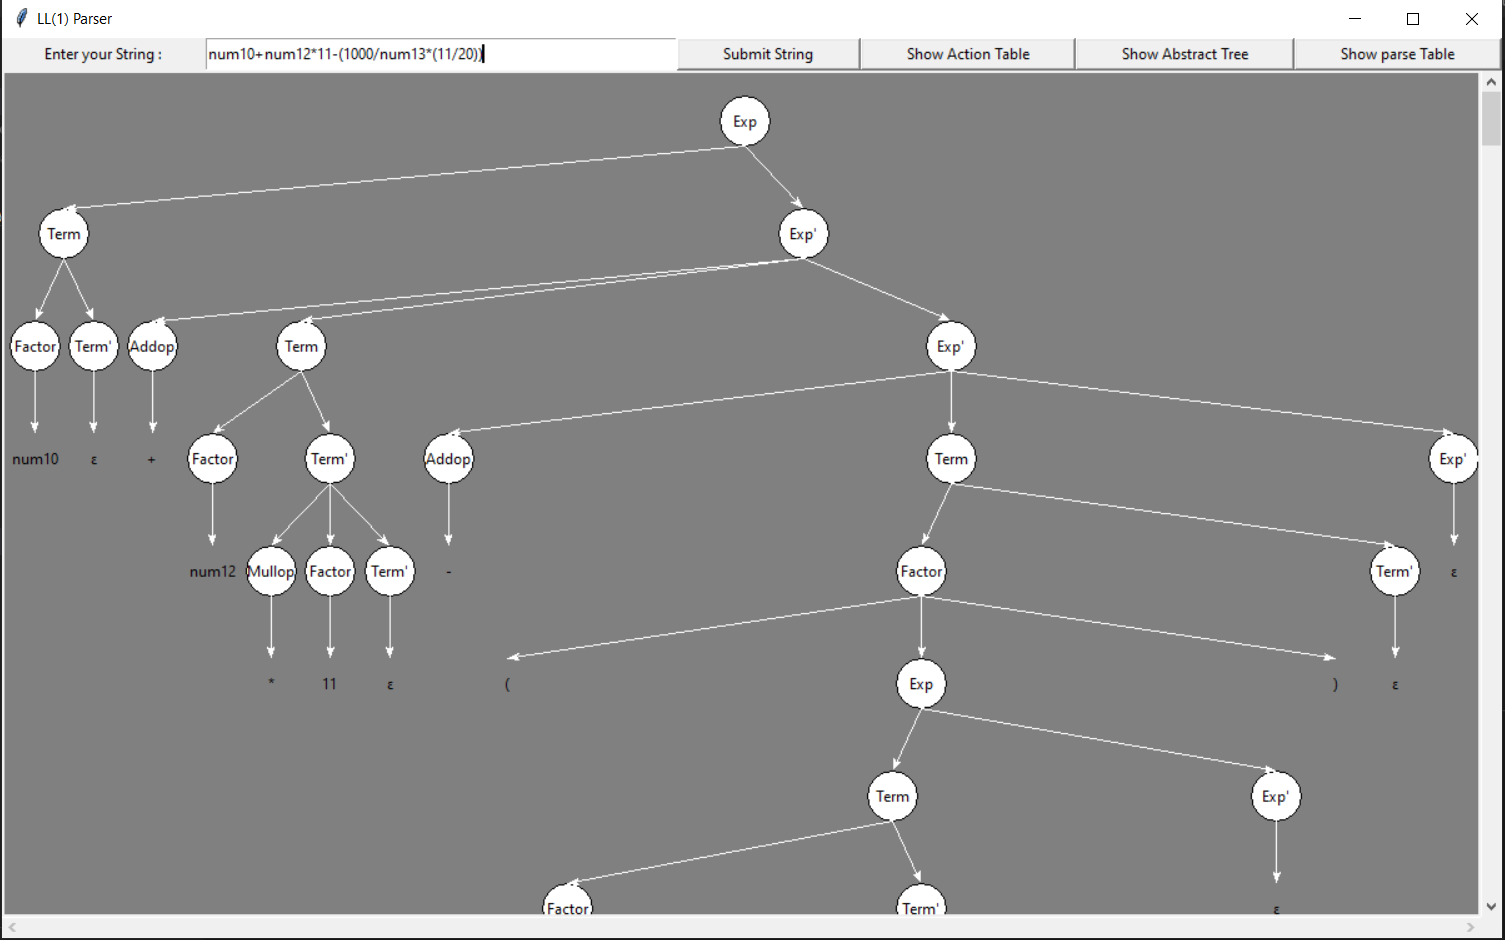 LL(1) Parser
Enter your String : num10+num12*11-(1000/num13*(11/20)) Submit String Show Action Table Show Abstract Tree Show parse Table
Exp
Term Exp'
Factor Term' Addop Term Exp'
num10 ε + Factor Term' Addop Term Exp'
num12 Mullop Factor Term' - Factor Term' ε
* 11 ε ( Exp ) ε
Term Exp'
Factor Term' ε